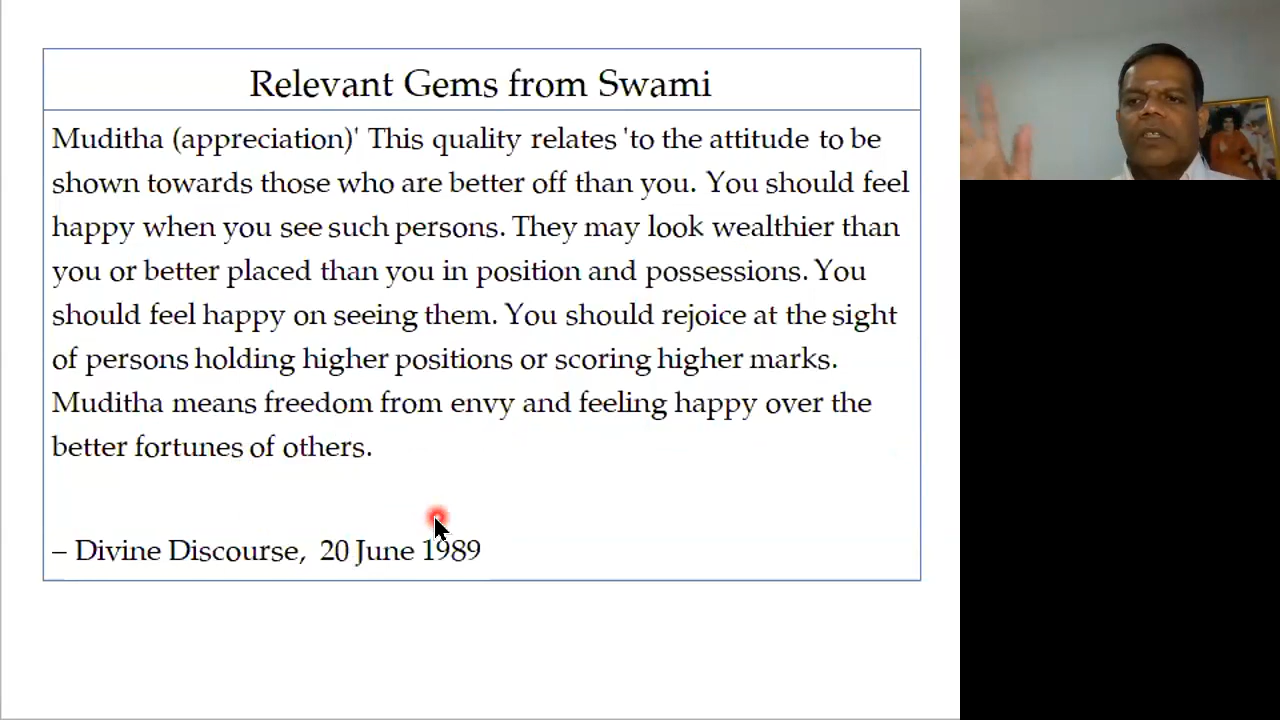 Relevant Gems from Swami
Muditha (appreciation)' This quality relates 'to the attitude to be
shown towards those who are better off than you. You should feel
happy when you see such persons. They may look wealthier than
you or better placed than you in position and possessions. You
should feel happy on seeing them. You should rejoice at the sight
of persons holding higher positions or scoring higher marks.
Muditha means freedom from envy and feeling happy over the
better fortunes of others.
– Divine Discourse, 20 June 1989